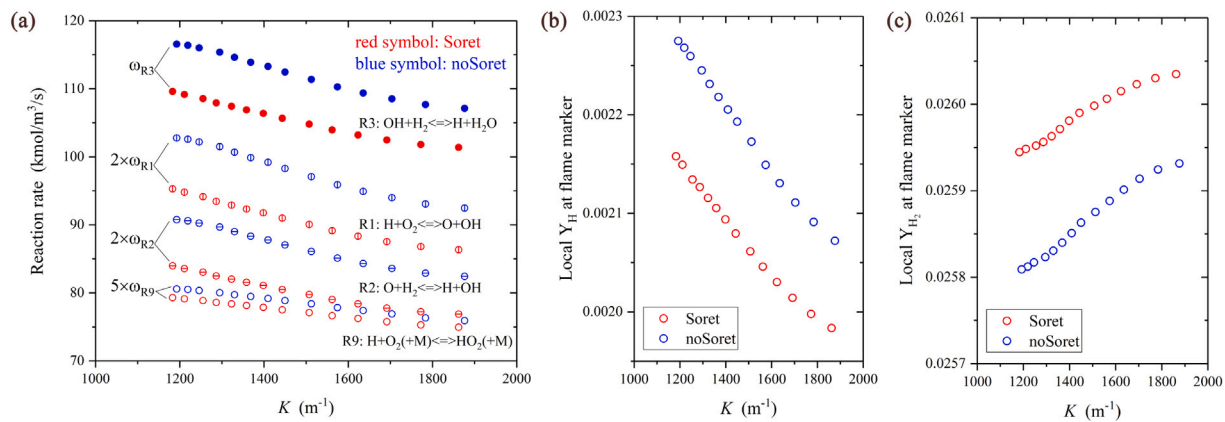 (a)
Reaction rate (kmol/m³/s)
120
115
110
105
100
95
90
85
80
75
70
1000
1200
1400
1600
1800
2000
K (m⁻¹)
red symbol: Soret
blue symbol: noSoret
ω_R3
R3: OH+H₂<=>H+H₂O
2×ω_R1
R1: H+O₂<=>O+OH
2×ω_R2
R2: O+H₂<=>H+OH
5×ω_R9
R9: H+O₂(+M)<=>HO₂(+M)
(b)
Local Y_H at flame marker
0.0023
0.0022
0.0021
0.0020
Soret
noSoret
1000
1200
1400
1600
1800
2000
K (m⁻¹)
(c)
Local Y_H₂ at flame marker
0.0261
0.0260
0.0259
0.0258
0.0257
Soret
noSoret
1000
1200
1400
1600
1800
2000
K (m⁻¹)